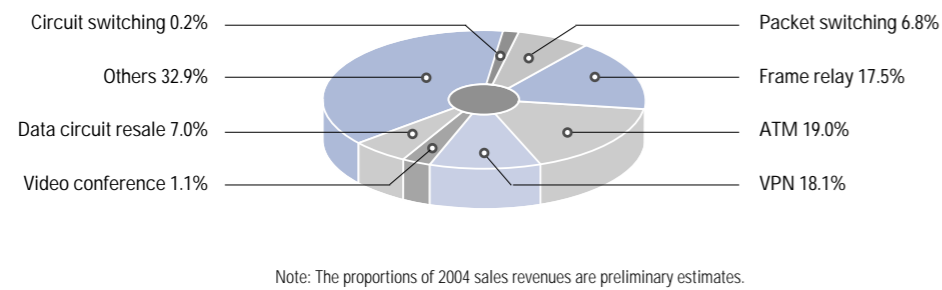 Circuit switching 0.2%
Others 32.9%
Data circuit resale 7.0%
Video conference 1.1%
Packet switching 6.8%
Frame relay 17.5%
ATM 19.0%
VPN 18.1%
Note: The proportions of 2004 sales revenues are preliminary estimates.